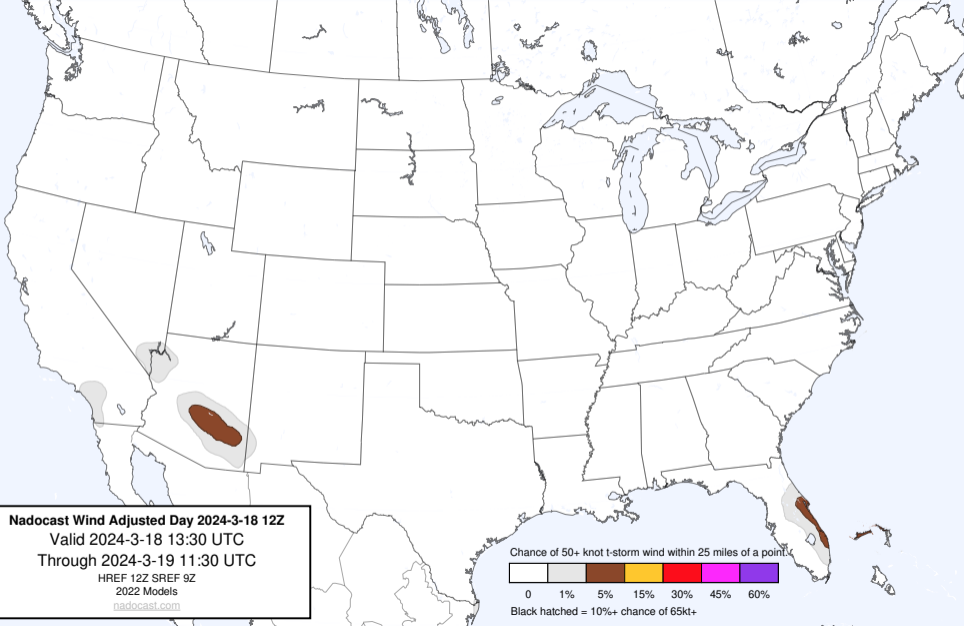 Nadocast Wind Adjusted Day 2024-3-18 12Z
Valid 2024-3-18 13:30 UTC
Through 2024-3-19 11:30 UTC
HREF 12Z SREF 9Z
2022 Models
nadocast.com
Chance of 50+ knot t-storm wind within 25 miles of a point.
0 1% 5% 15% 30% 45% 60%
Black hatched = 10%+ chance of 65kt+